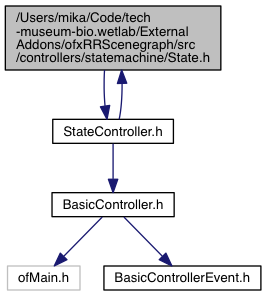 /Users/mika/Code/tech
-museum-bio.wetlab/External
Addons/ofxRRScenegraph/src
/controllers/statemachine/State.h
StateController.h
BasicController.h
ofMain.h
BasicControllerEvent.h